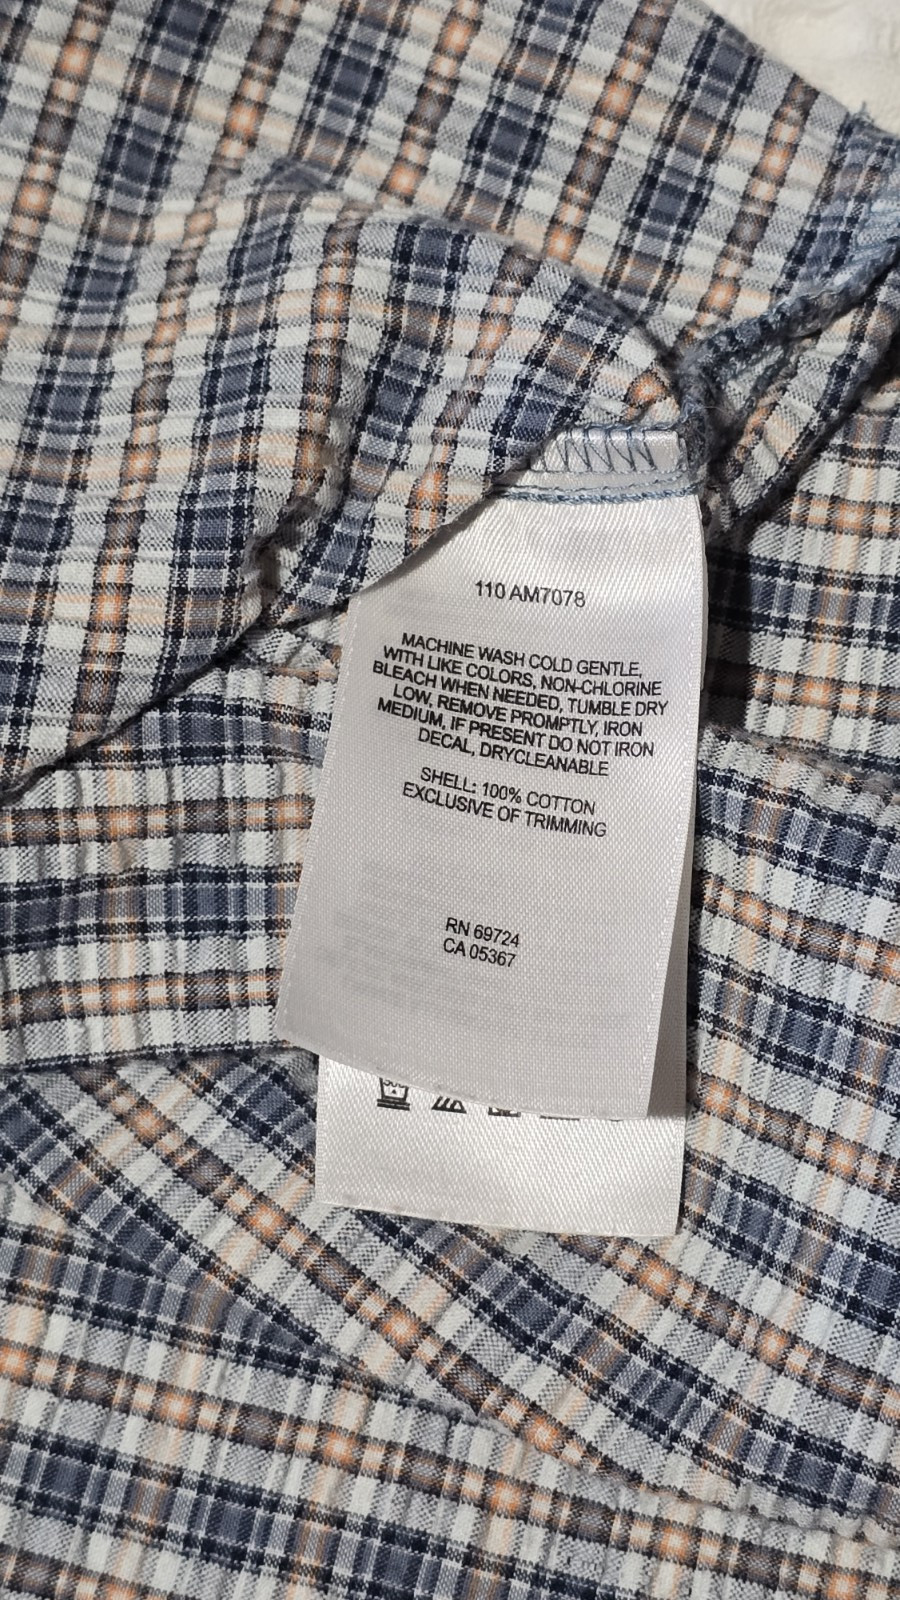 110 AM7078
MACHINE WASH COLD GENTLE,
WITH LIKE COLORS, NON-CHLORINE
BLEACH WHEN NEEDED, TUMBLE DRY
LOW, REMOVE PROMPTLY, IRON
MEDIUM, IF PRESENT DO NOT IRON
DECAL, DRYCLEANABLE
SHELL: 100% COTTON
EXCLUSIVE OF TRIMMING
RN 69724
CA 05367